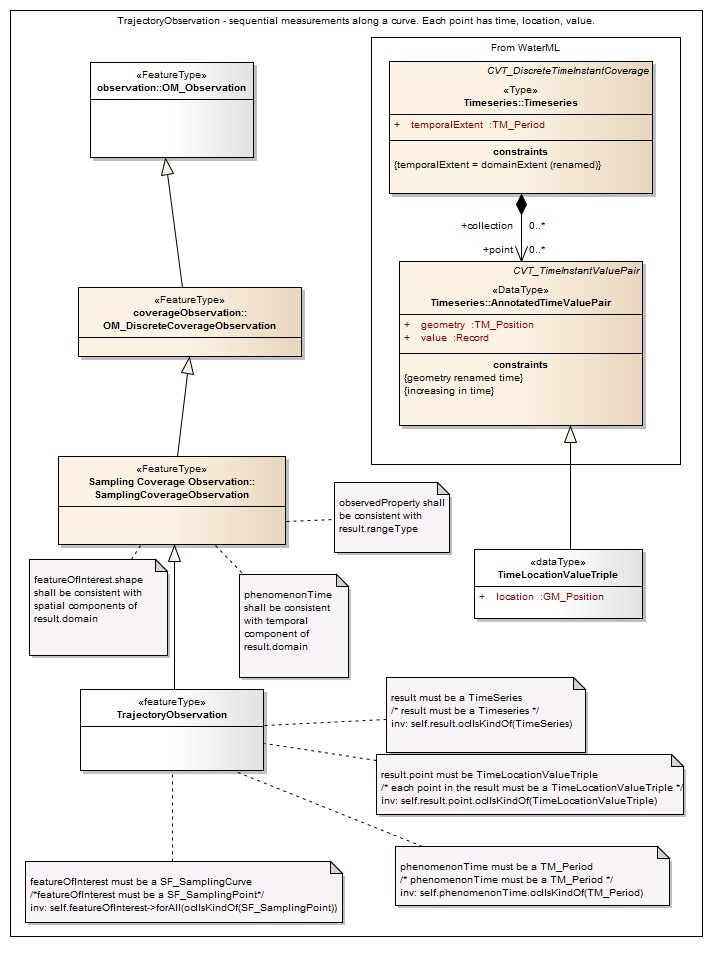 TrajectoryObservation - sequential measurements along a curve. Each point has time, location, value.
From WaterML
«FeatureType»
observation::OM_Observation
CVT_DiscreteTimeInstantCoverage
«Type»
Timeseries::Timeseries
+ temporalExtent :TM_Period
constraints
{temporalExtent = domainExtent (renamed)}
+collection 0..*
+point 0..*
CVT_TimeInstantValuePair
«DataType»
Timeseries::AnnotatedTimeValuePair
+ geometry :TM_Position
+ value :Record
constraints
{geometry renamed time}
{increasing in time}
«FeatureType»
coverageObservation::
OM_DiscreteCoverageObservation
«FeatureType»
Sampling Coverage Observation::
SamplingCoverageObservation
observedProperty shall
be consistent with
result.rangeType
featureOfInterest.shape
shall be consistent with
spatial components of
result.domain
phenomenonTime
shall be consistent
with temporal
component of
result.domain
«dataType»
TimeLocationValueTriple
+ location :GM_Position
«featureType»
TrajectoryObservation
result must be a TimeSeries
/* result must be a Timeseries */
inv: self.result.oclIsKindOf(TimeSeries)
result.point must be TimeLocationValueTriple
/* each point in the result must be a TimeLocationValueTriple */
inv: self.result.point.oclIsKindOf(TimeLocationValueTriple)
phenomenonTime must be a TM_Period
/* phenomenonTime must be a TM_Period */
inv: self.phenomenonTime.oclIsKindOf(TM_Period)
featureOfInterest must be a SF_SamplingCurve
/*featureOfInterest must be a SF_SamplingPoint*/
inv: self.featureOfInterest->forAll(oclIsKindOf(SF_SamplingPoint))